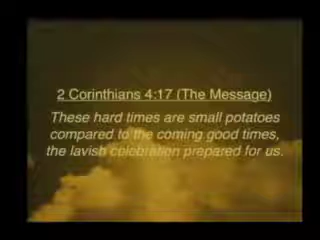 2 Corinthians 4:17 (The Message)
These hard times are small potatoes
compared to the coming good times,
the lavish celebration prepared for us.